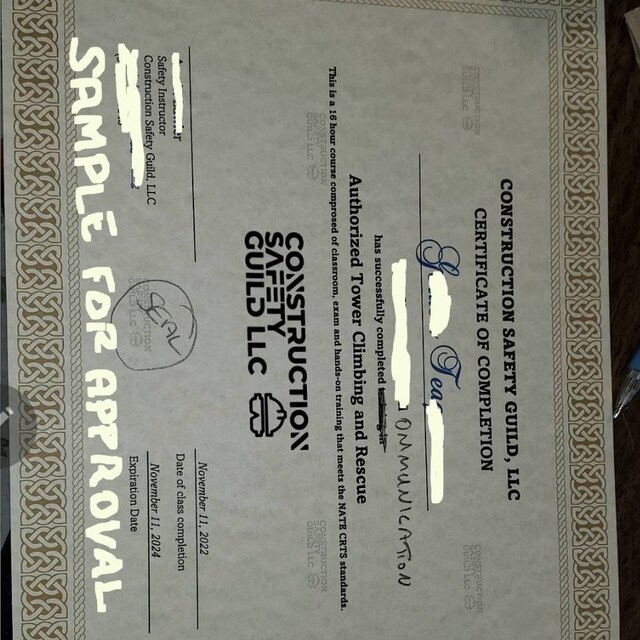 CONSTRUCTION SAFETY GUILD, LLC
CERTIFICATE OF COMPLETION
OMMUNICATION
has successfully completed
Authorized Tower Climbing and Rescue
This is a 16 hour course comprosed of classroom, exam and hands-on training that meets the NATE CRTS standards.
CONSTRUCTION
SAFETY
GUILD LLC
Safety Instructor
Construction Safety Guild, LLC
SEAL
November 11, 2022
Date of class completion
November 11, 2024
Expiration Date
SAMPLE FOR APPROVAL